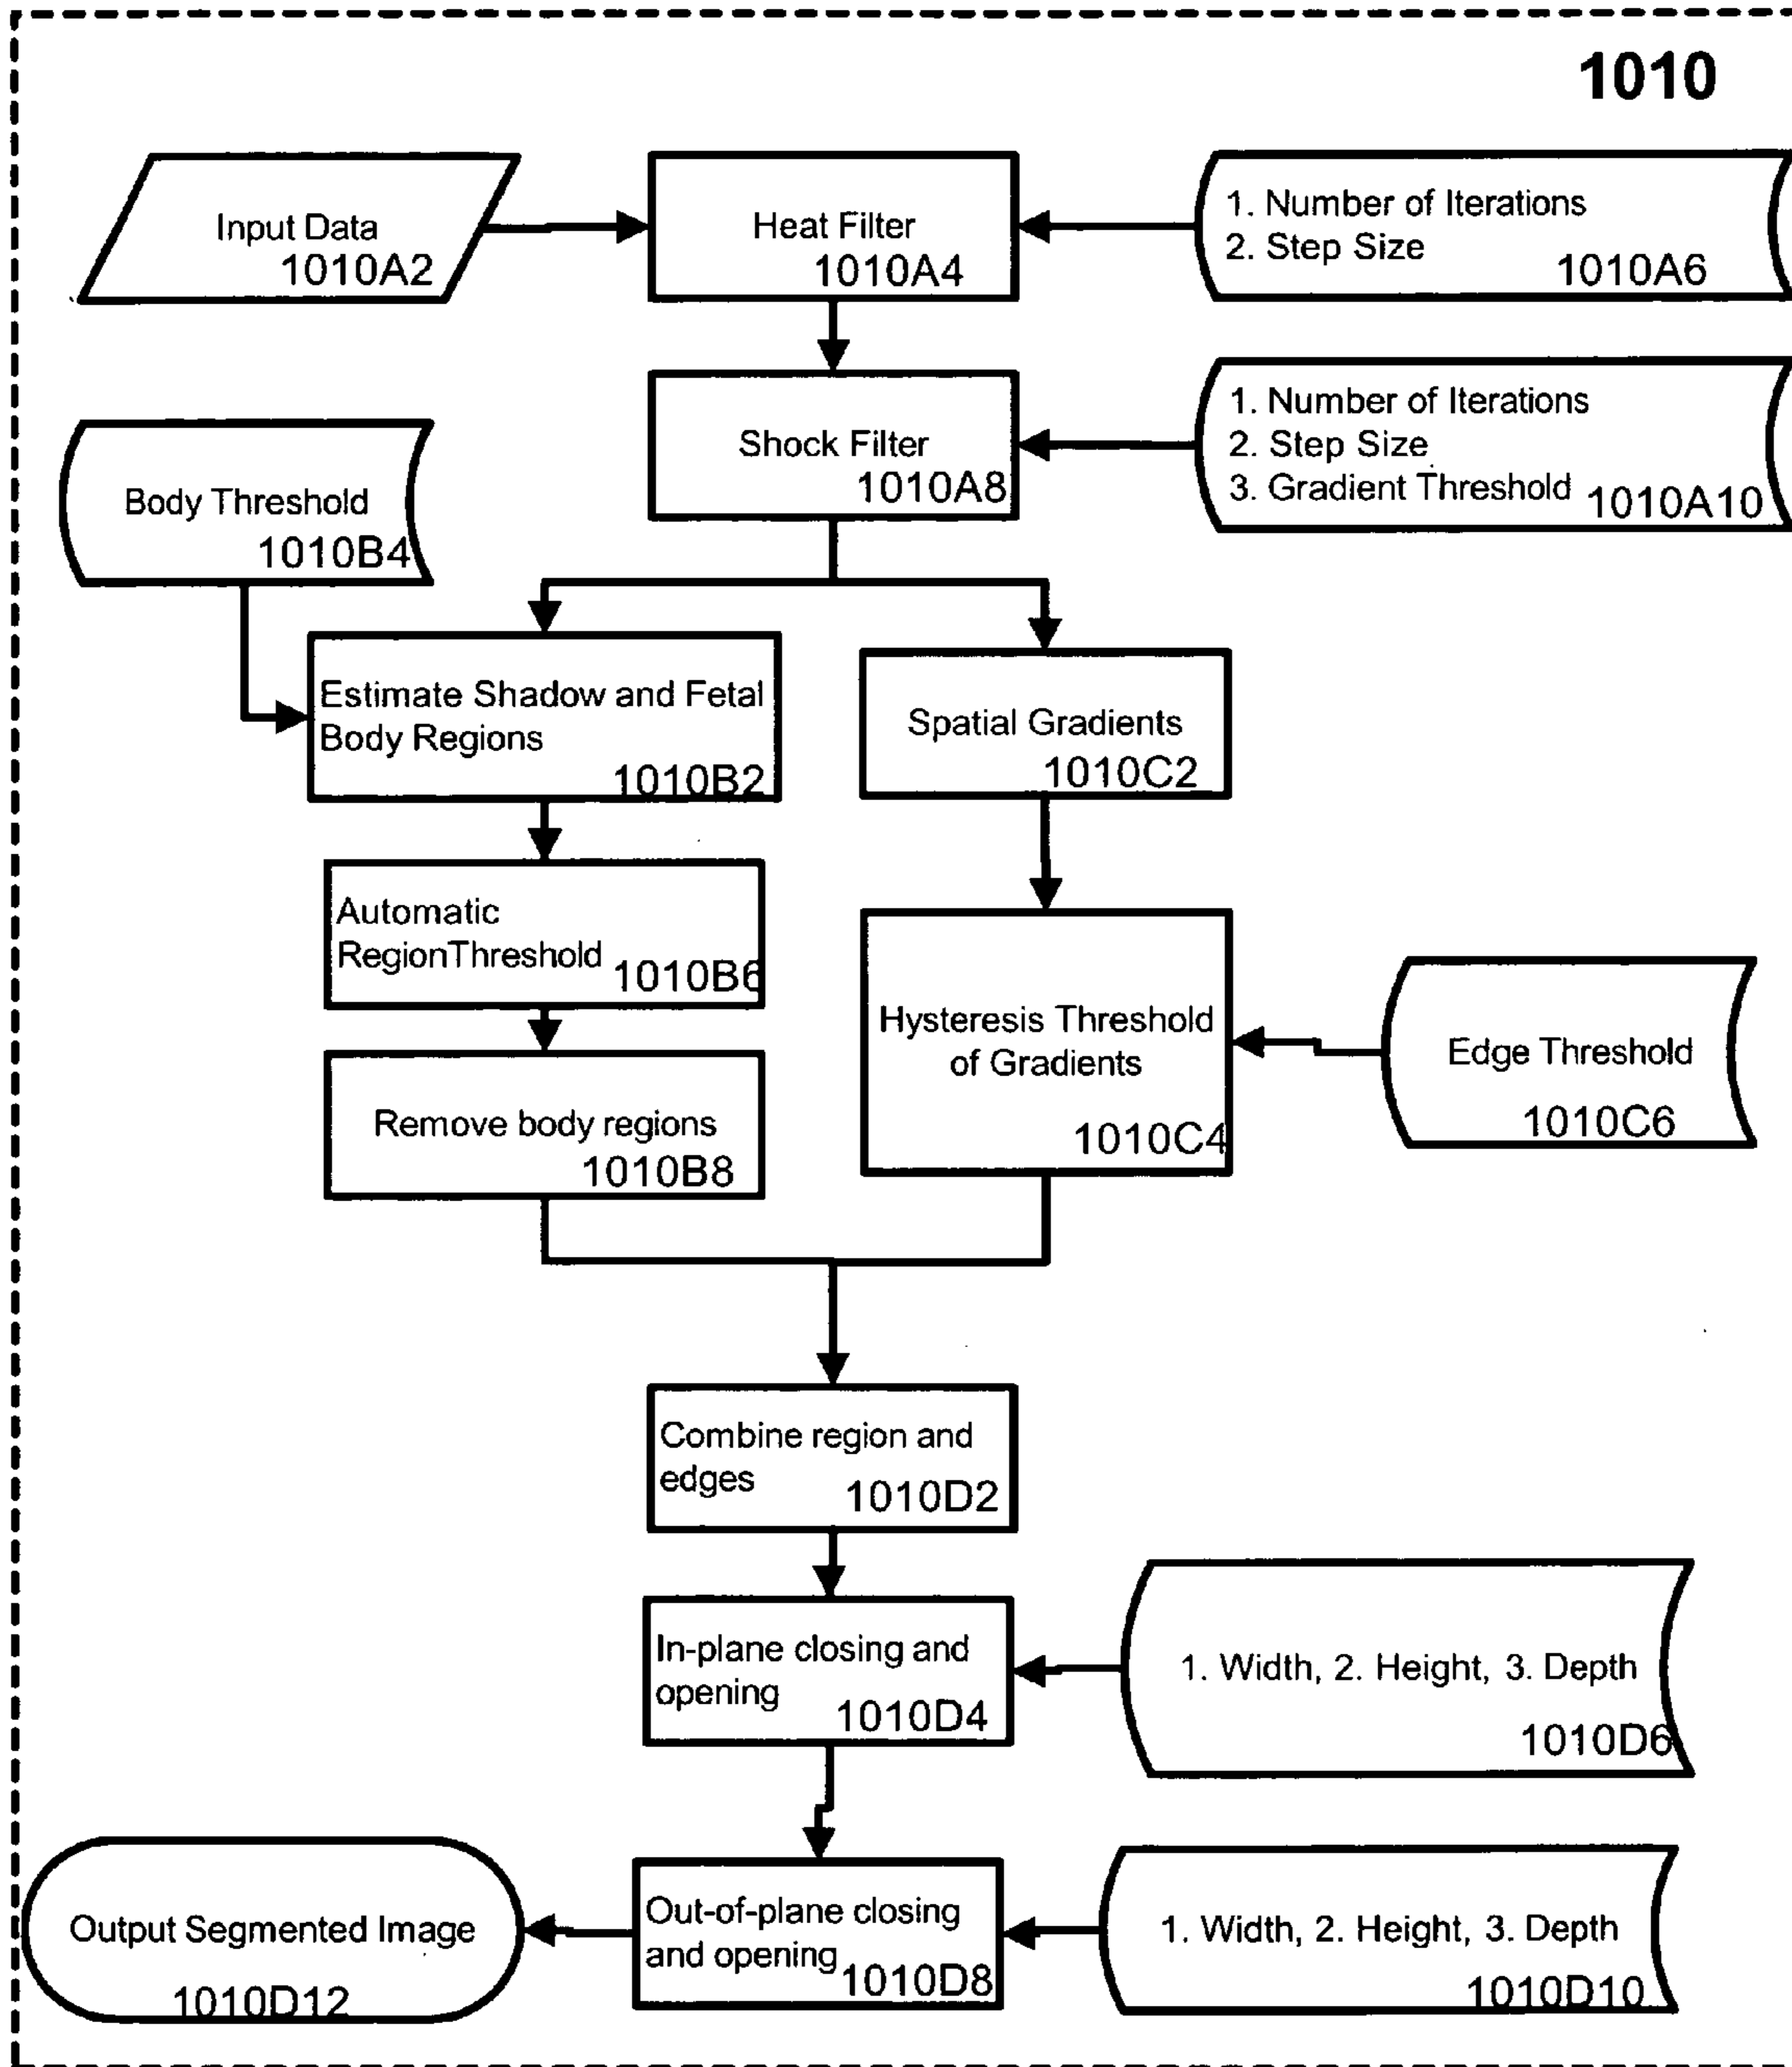 1010
Input Data
1010A2
Heat Filter
1010A4
1. Number of Iterations
2. Step Size
1010A6
Shock Filter
1010A8
1. Number of Iterations
2. Step Size
3. Gradient Threshold 1010A10
Body Threshold
1010B4
Estimate Shadow and Fetal
Body Regions
1010B2
Spatial Gradients
1010C2
Automatic
RegionThreshold
1010B6
Hysteresis Threshold
of Gradients
1010C4
Edge Threshold
1010C6
Remove body regions
1010B8
Combine region and
edges
1010D2
In-plane closing and
opening
1010D4
1. Width, 2. Height, 3. Depth
1010D6
Out-of-plane closing
and opening
1010D8
1. Width, 2. Height, 3. Depth
1010D10
Output Segmented Image
1010D12